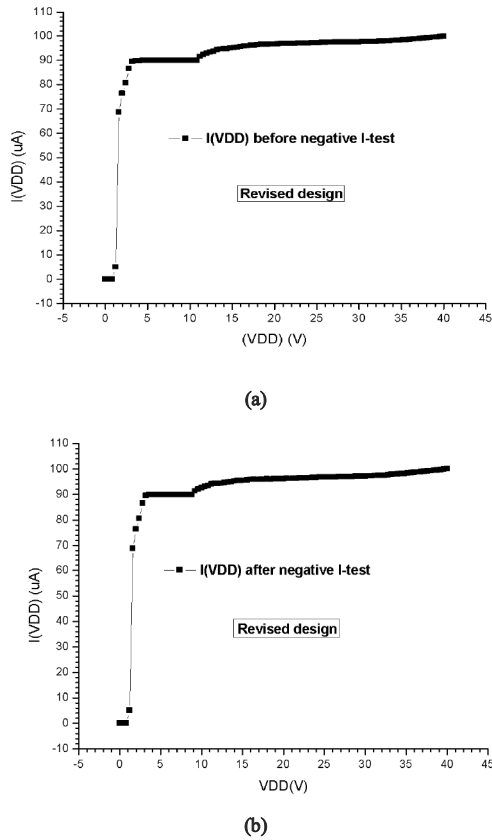 110
100
90
80
70
60
50
40
30
20
10
0
-10
I(VDD) (uA)
I(VDD) before negative I-test
Revised design
-5 0 5 10 15 20 25 30 35 40 45
(VDD) (V)
(a)
110
100
90
80
70
60
50
40
30
20
10
0
-10
I(VDD) (uA)
I(VDD) after negative I-test
Revised design
-5 0 5 10 15 20 25 30 35 40 45
VDD(V)
(b)